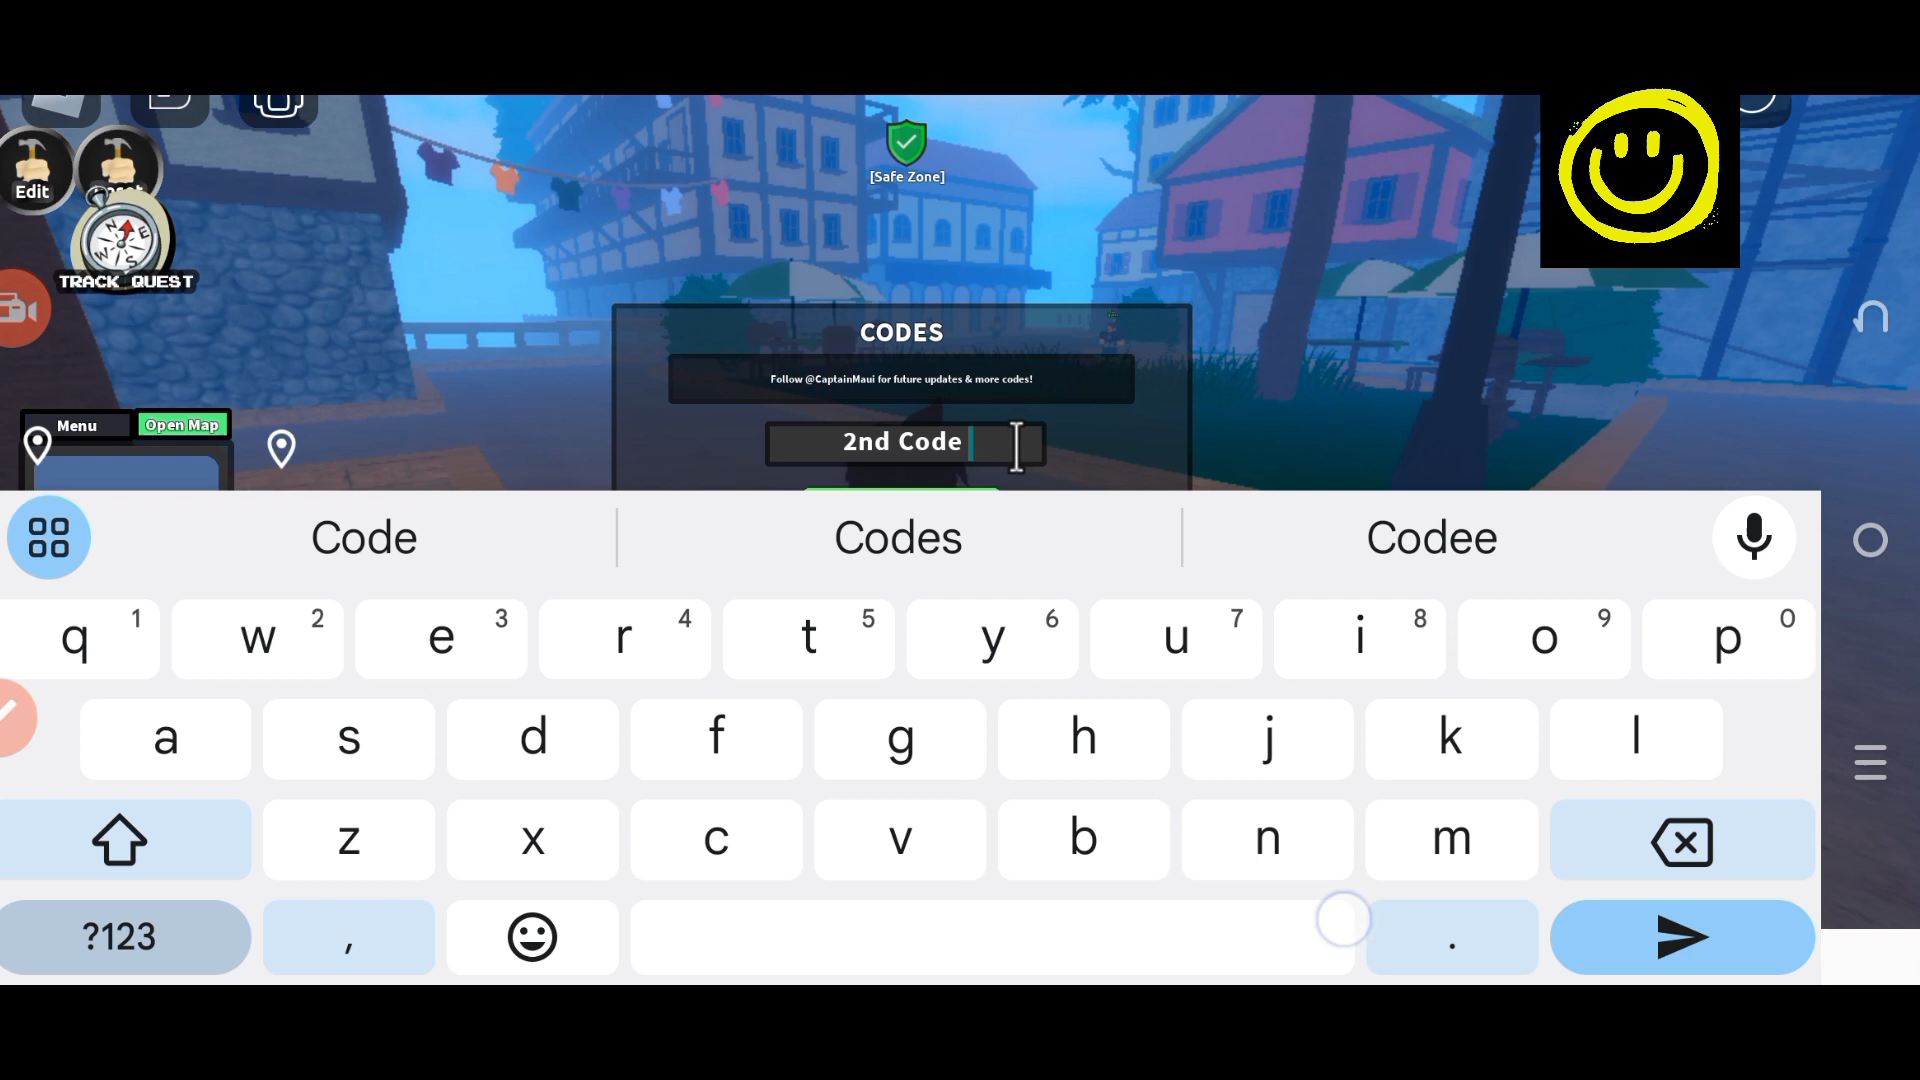 [Safe Zone]
Edit
N
E
W
S
TRACK QUEST
CODES
Follow @CaptainMaui for future updates & more codes!
Menu
Open Map
2nd Code
Code
Codes
Codee
q 1 w 2 e 3 r 4 t 5 y 6 u 7 i 8 o 9 p 0
a s d f g h j k l
z x c v b n m
?123 , .